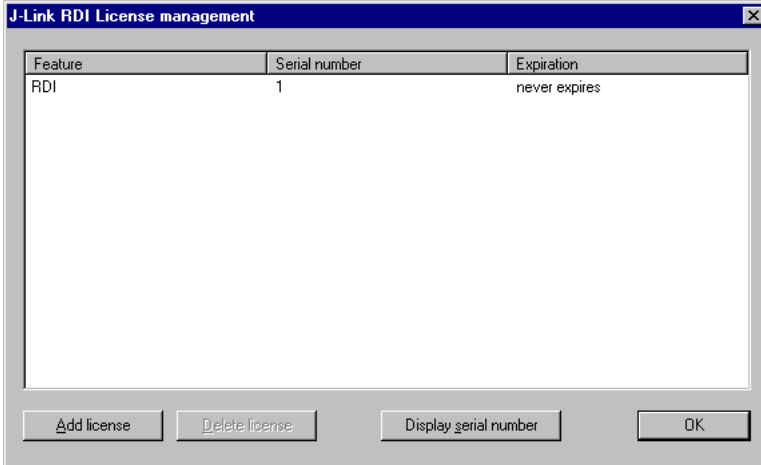 J-Link RDI License management
Feature Serial number Expiration
RDI 1 never expires
Add license Delete license Display serial number OK